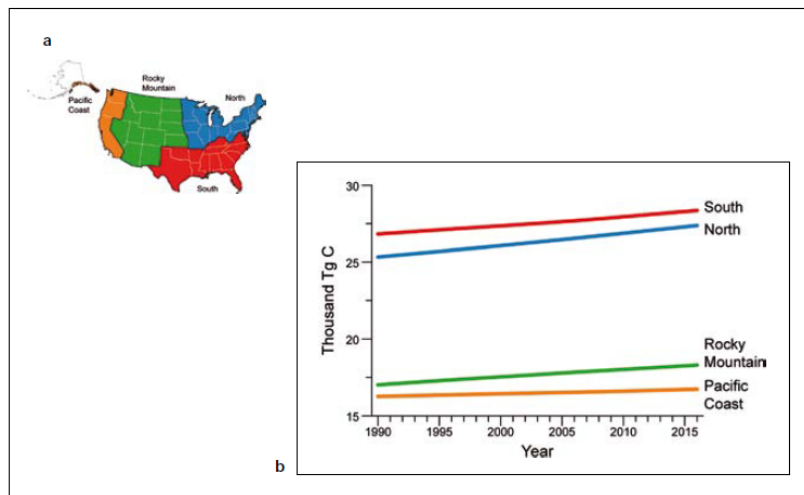 a
Rocky
Mountain
North
Pacific
Coast
South
30
25
20
15
Thousand Tg C
South
North
Rocky
Mountain
Pacific
Coast
1990 1995 2000 2005 2010 2015
Year
b